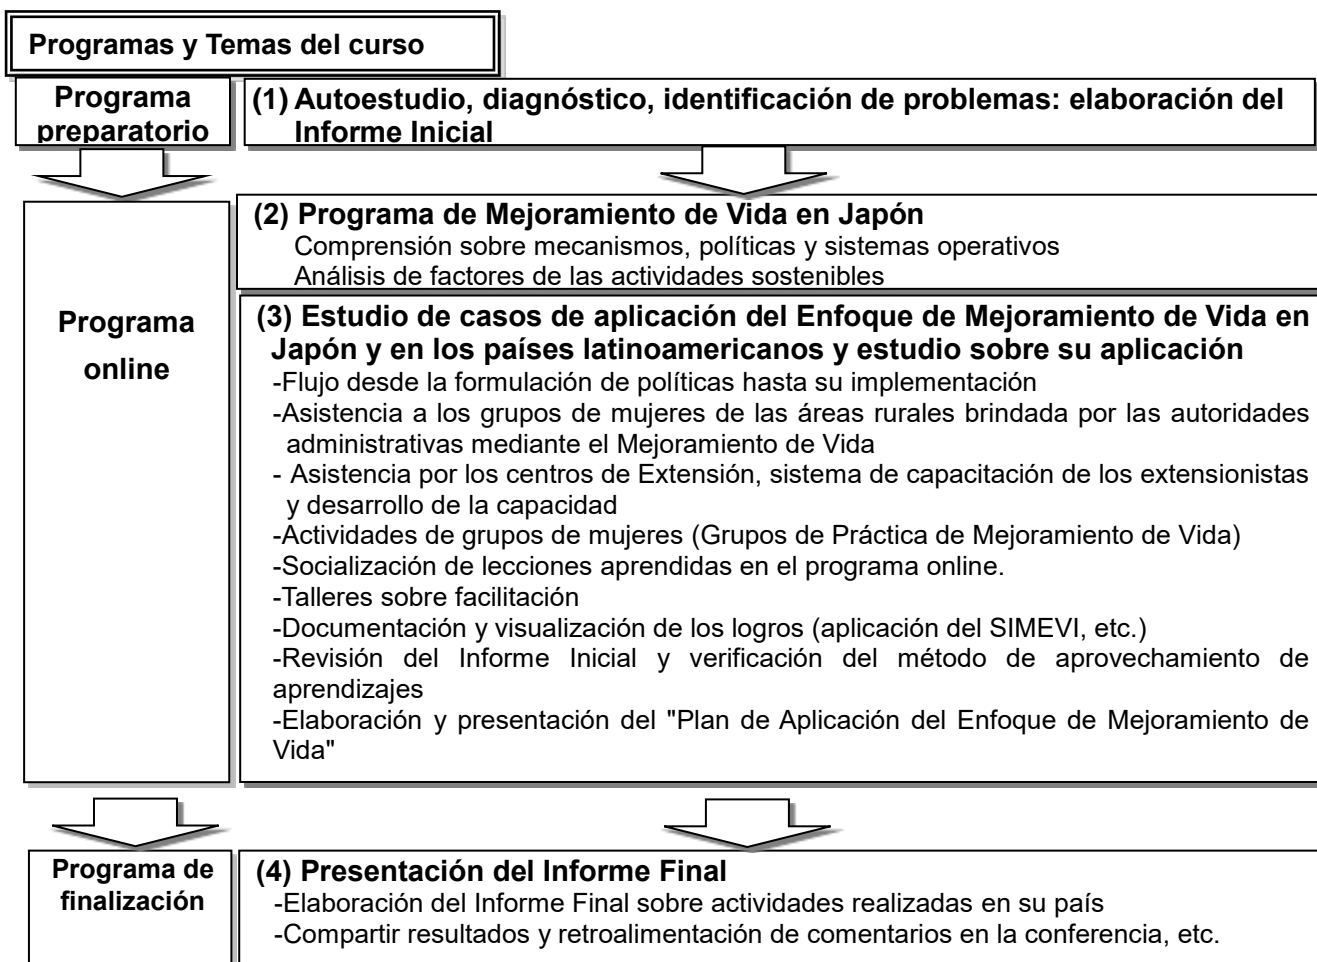 Programas y Temas del curso
Programa
preparatorio
(1) Autoestudio, diagnóstico, identificación de problemas: elaboración del
Informe Inicial
Programa
online
(2) Programa de Mejoramiento de Vida en Japón
Comprensión sobre mecanismos, políticas y sistemas operativos
Análisis de factores de las actividades sostenibles
(3) Estudio de casos de aplicación del Enfoque de Mejoramiento de Vida en
Japón y en los países latinoamericanos y estudio sobre su aplicación
-Flujo desde la formulación de políticas hasta su implementación
-Asistencia a los grupos de mujeres de las áreas rurales brindada por las autoridades
administrativas mediante el Mejoramiento de Vida
- Asistencia por los centros de Extensión, sistema de capacitación de los extensionistas
y desarrollo de la capacidad
-Actividades de grupos de mujeres (Grupos de Práctica de Mejoramiento de Vida)
-Socialización de lecciones aprendidas en el programa online.
-Talleres sobre facilitación
-Documentación y visualización de los logros (aplicación del SIMEVI, etc.)
-Revisión del Informe Inicial y verificación del método de aprovechamiento de
aprendizajes
-Elaboración y presentación del "Plan de Aplicación del Enfoque de Mejoramiento de
Vida"
Programa de
finalización
(4) Presentación del Informe Final
-Elaboración del Informe Final sobre actividades realizadas en su país
-Compartir resultados y retroalimentación de comentarios en la conferencia, etc.